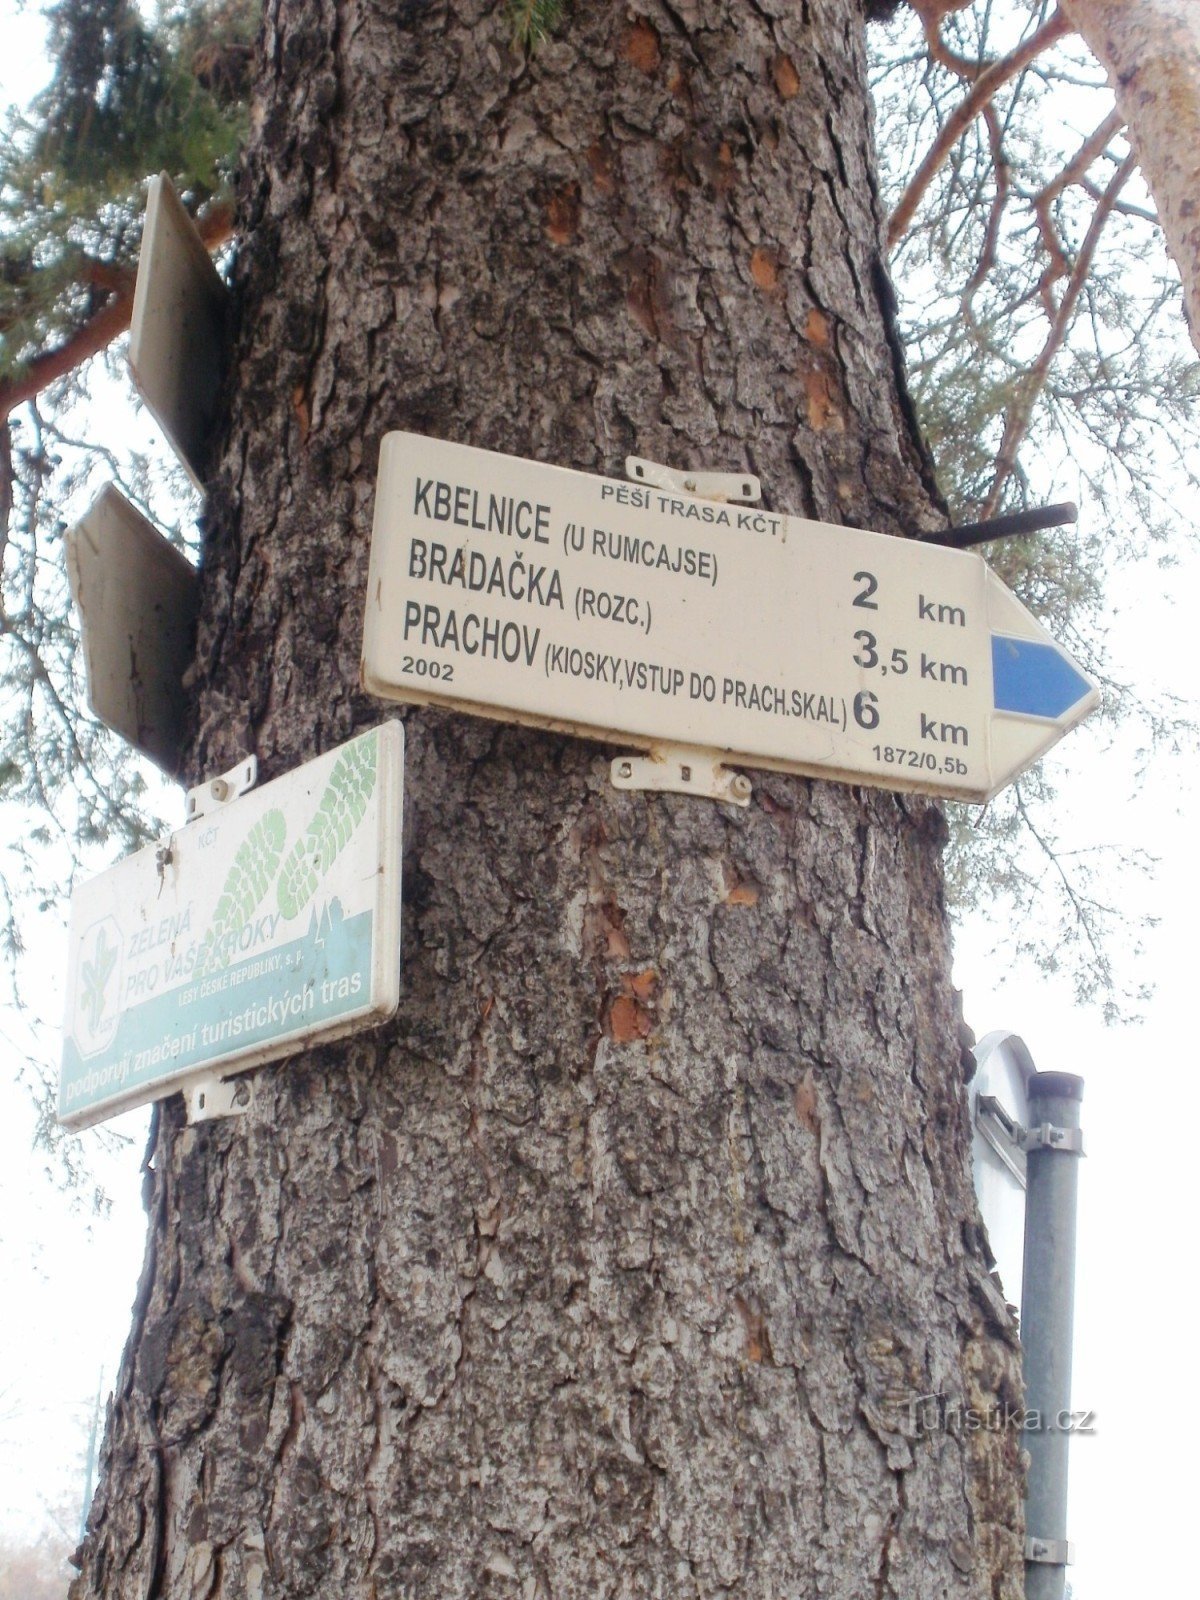 PĚŠÍ TRASA KČT
KBELNICE (U RUMCAJSE) 2 km
BRADAČKA (ROZC.) 3,5 km
PRACHOV (KIOSKY,VSTUP DO PRACH.SKAL) 6 km
2002 1872/0,5b
KČT
ZELENÁ
PRO VAŠE KROKY
LESY ČESKÉ REPUBLIKY, s. p.
podporují značení turistických tras
Turistika.cz